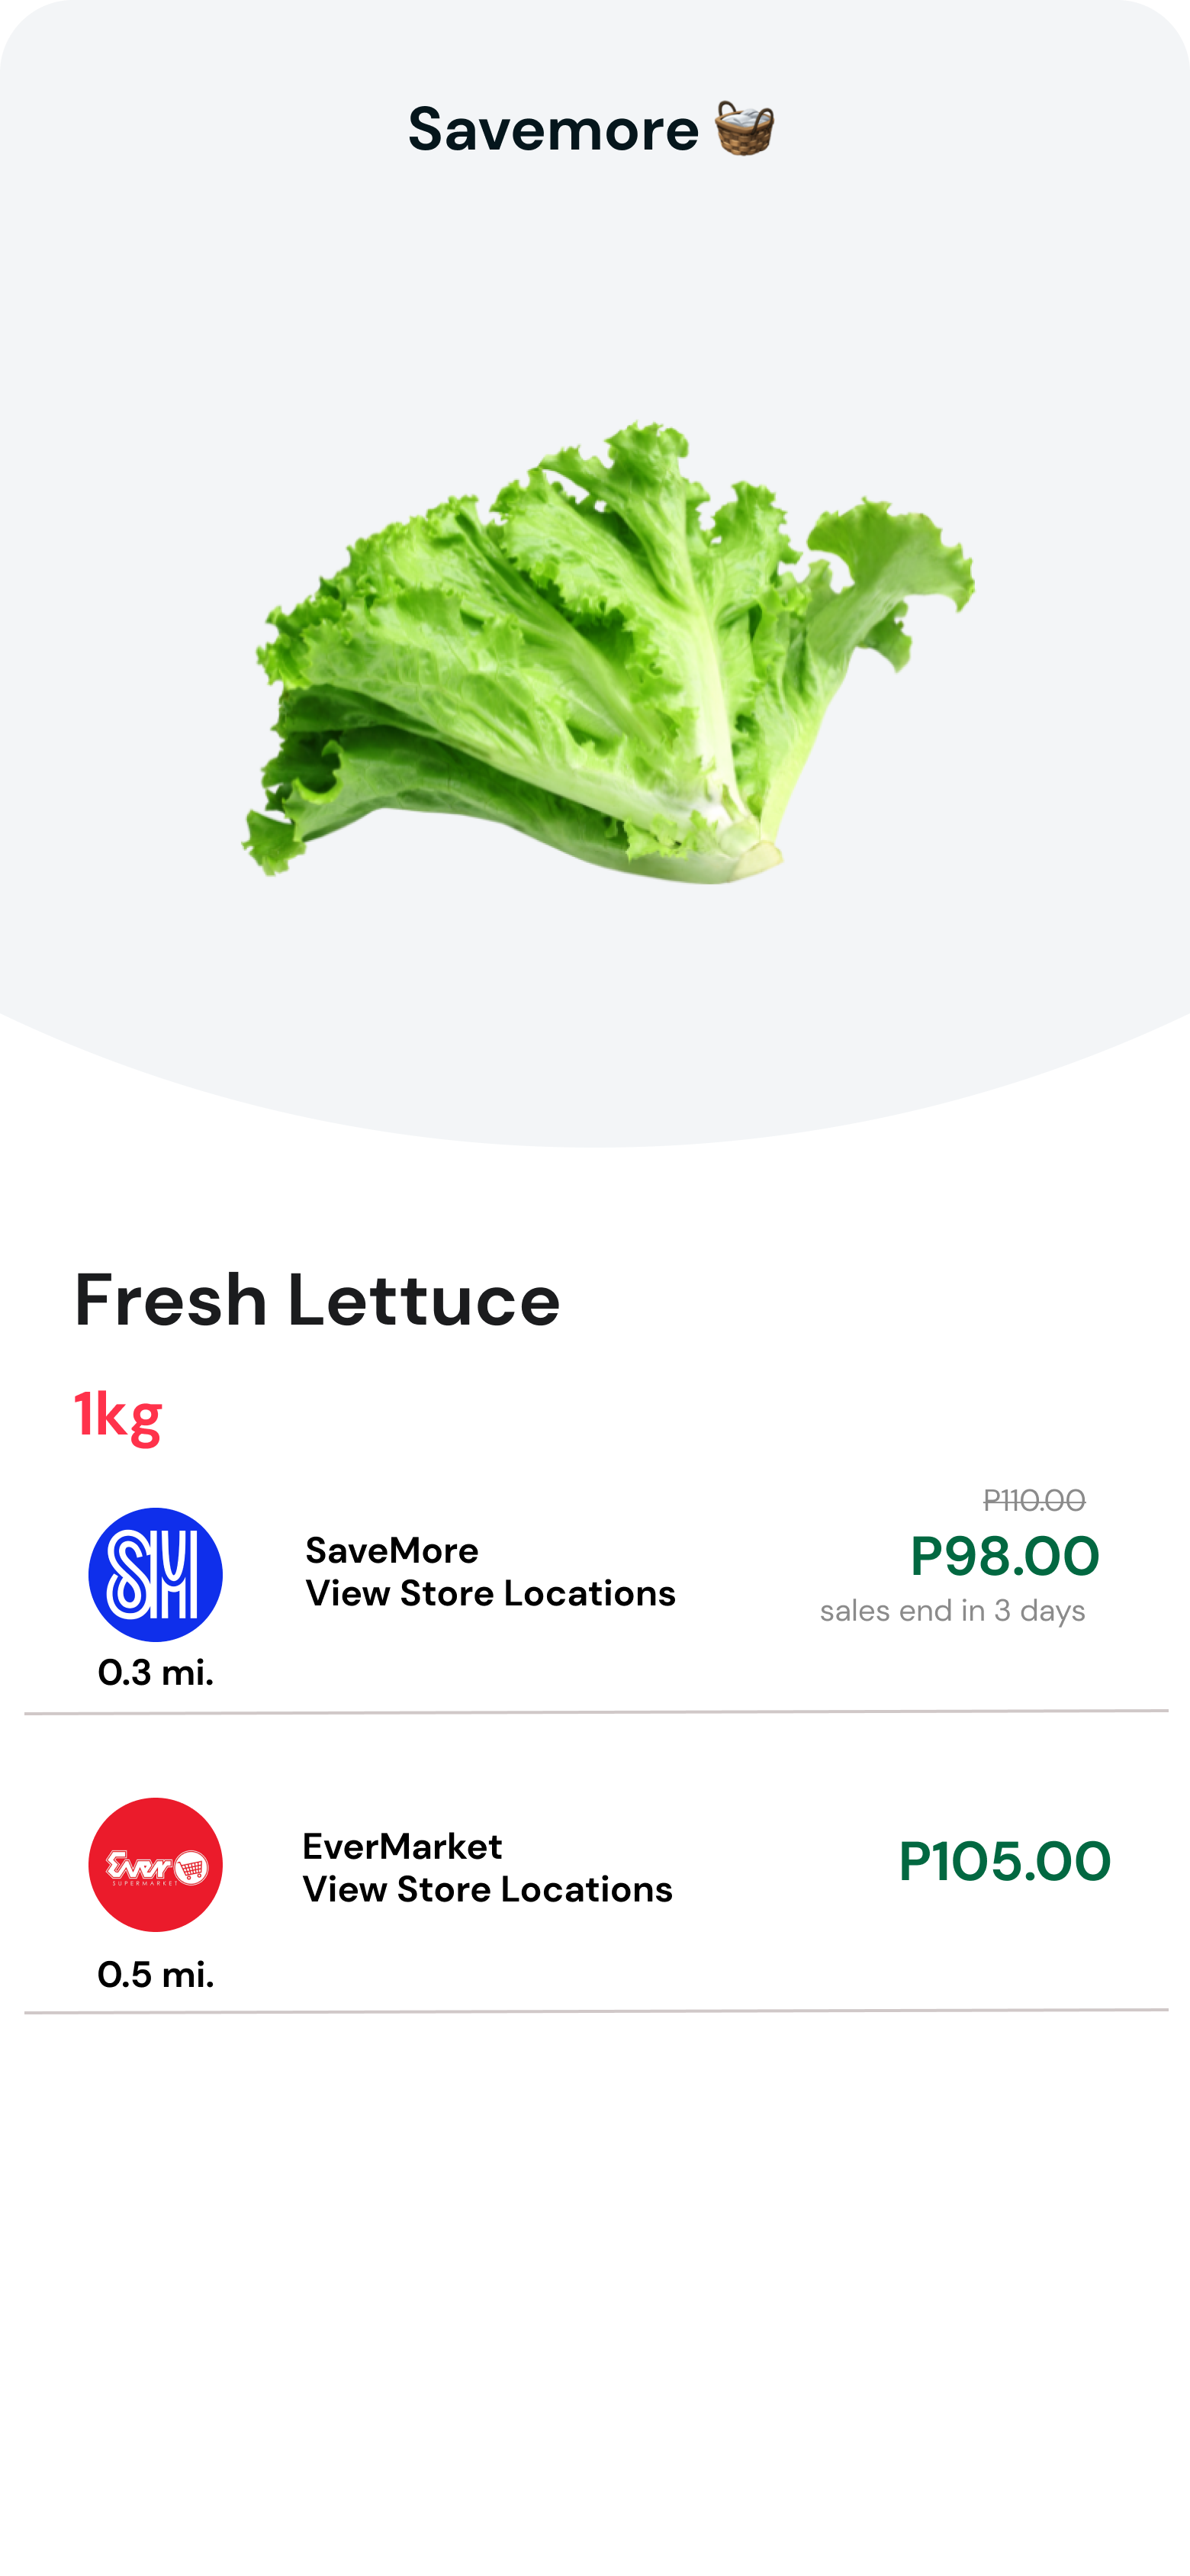 Savemore
Fresh Lettuce
1kg
P110.00
SM
SaveMore
View Store Locations
P98.00
sales end in 3 days
0.3 mi.
Ever
SUPERMARKET
EverMarket
View Store Locations
P105.00
0.5 mi.